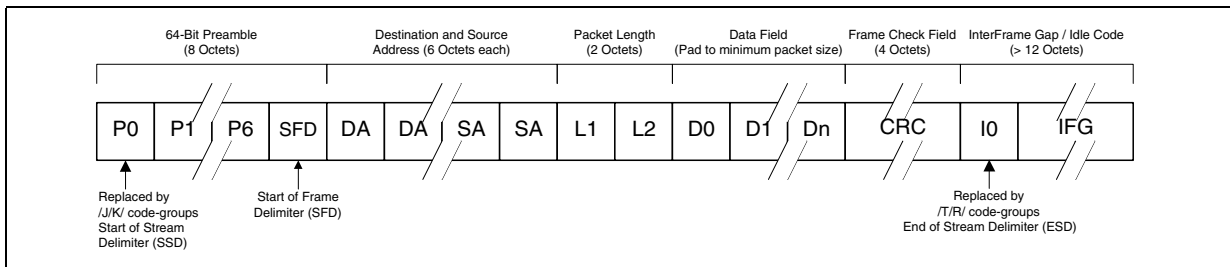 64-Bit Preamble
(8 Octets)
Destination and Source
Address (6 Octets each)
Packet Length
(2 Octets)
Data Field
(Pad to minimum packet size)
Frame Check Field
(4 Octets)
InterFrame Gap / Idle Code
(> 12 Octets)
P0 P1 P6 SFD DA DA SA SA L1 L2 D0 D1 Dn CRC I0 IFG
Replaced by
/J/K/ code-groups
Start of Stream
Delimiter (SSD)
Start of Frame
Delimiter (SFD)
Replaced by
/T/R/ code-groups
End of Stream Delimiter (ESD)